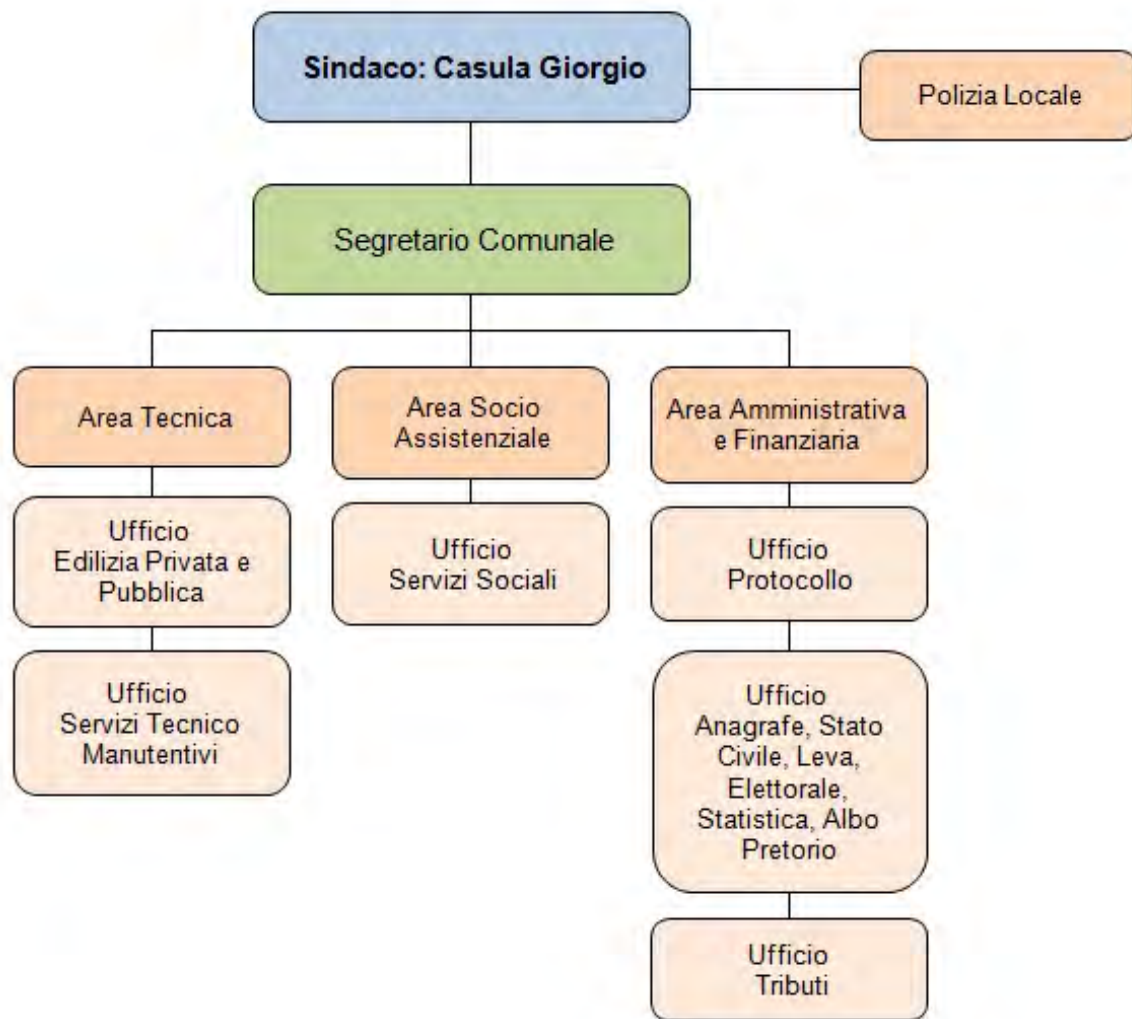 Sindaco: Casula Giorgio
Polizia Locale
Segretario Comunale
Area Tecnica
Area Socio
Assistenziale
Area Amministrativa
e Finanziaria
Ufficio
Edilizia Privata e
Pubblica
Ufficio
Servizi Sociali
Ufficio
Protocollo
Ufficio
Servizi Tecnico
Manutentivi
Ufficio
Anagrafe, Stato
Civile, Leva,
Elettorale,
Statistica, Albo
Pretorio
Ufficio
Tributi